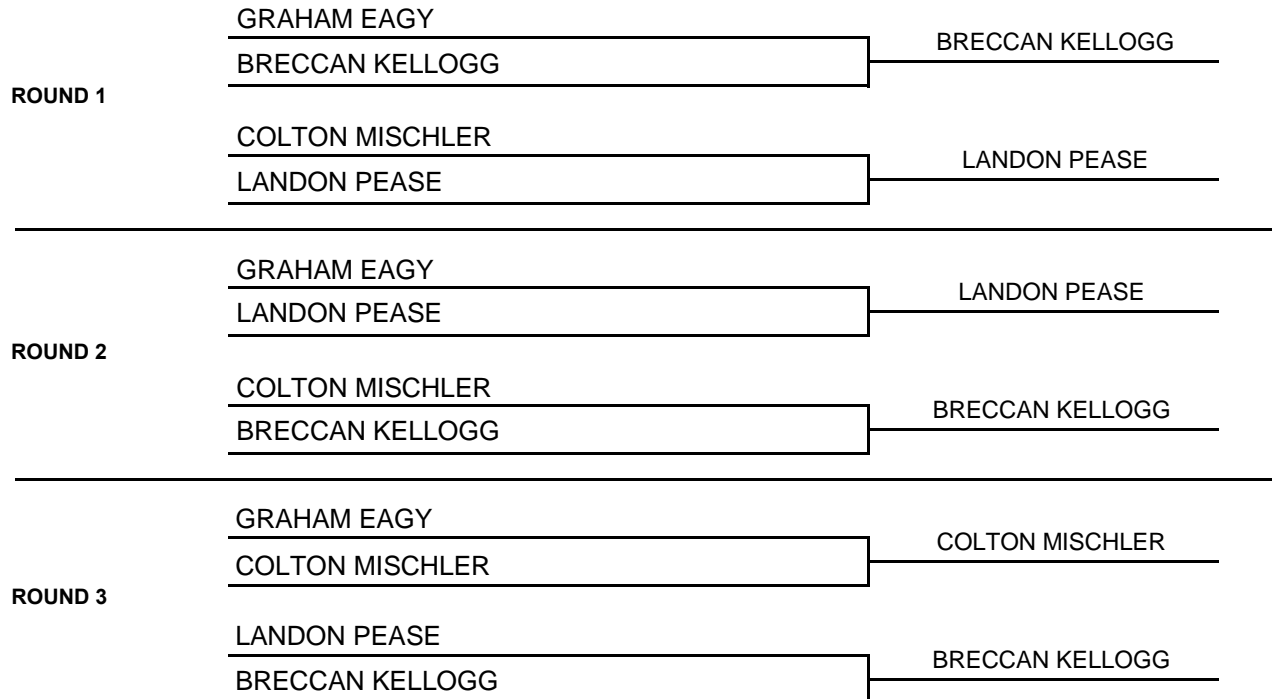 GRAHAM EAGY
BRECCAN KELLOGG
BRECCAN KELLOGG
ROUND 1
COLTON MISCHLER
LANDON PEASE
LANDON PEASE
GRAHAM EAGY
LANDON PEASE
LANDON PEASE
ROUND 2
COLTON MISCHLER
BRECCAN KELLOGG
BRECCAN KELLOGG
GRAHAM EAGY
COLTON MISCHLER
COLTON MISCHLER
ROUND 3
LANDON PEASE
BRECCAN KELLOGG
BRECCAN KELLOGG